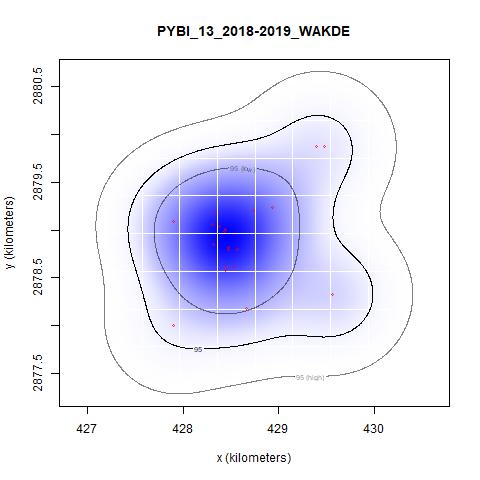 PYBI_13_2018-2019_WAKDE
y (kilometers)
2880.5
2879.5
2878.5
2877.5
95 (low)
95
95 (high)
427
428
429
430
x (kilometers)